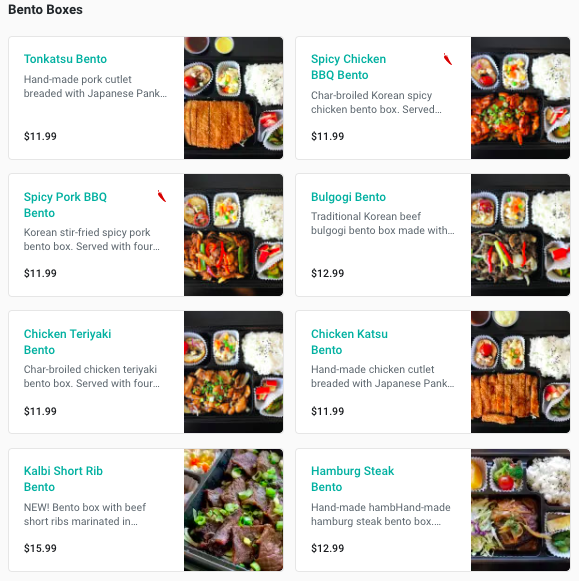 Bento Boxes
Tonkatsu Bento
Hand-made pork cutlet
breaded with Japanese Pank...
$11.99
Spicy Chicken
BBQ Bento
Char-broiled Korean spicy
chicken bento box. Served...
$11.99
Spicy Pork BBQ
Bento
Korean stir-fried spicy pork
bento box. Served with four...
$11.99
Bulgogi Bento
Traditional Korean beef
bulgogi bento box made with...
$12.99
Chicken Teriyaki
Bento
Char-broiled chicken teriyaki
bento box. Served with four...
$11.99
Chicken Katsu
Bento
Hand-made chicken cutlet
breaded with Japanese Pank...
$11.99
Kalbi Short Rib
Bento
NEW! Bento box with beef
short ribs marinated in...
$15.99
Hamburg Steak
Bento
Hand-made hambHand-made
hamburg steak bento box....
$12.99